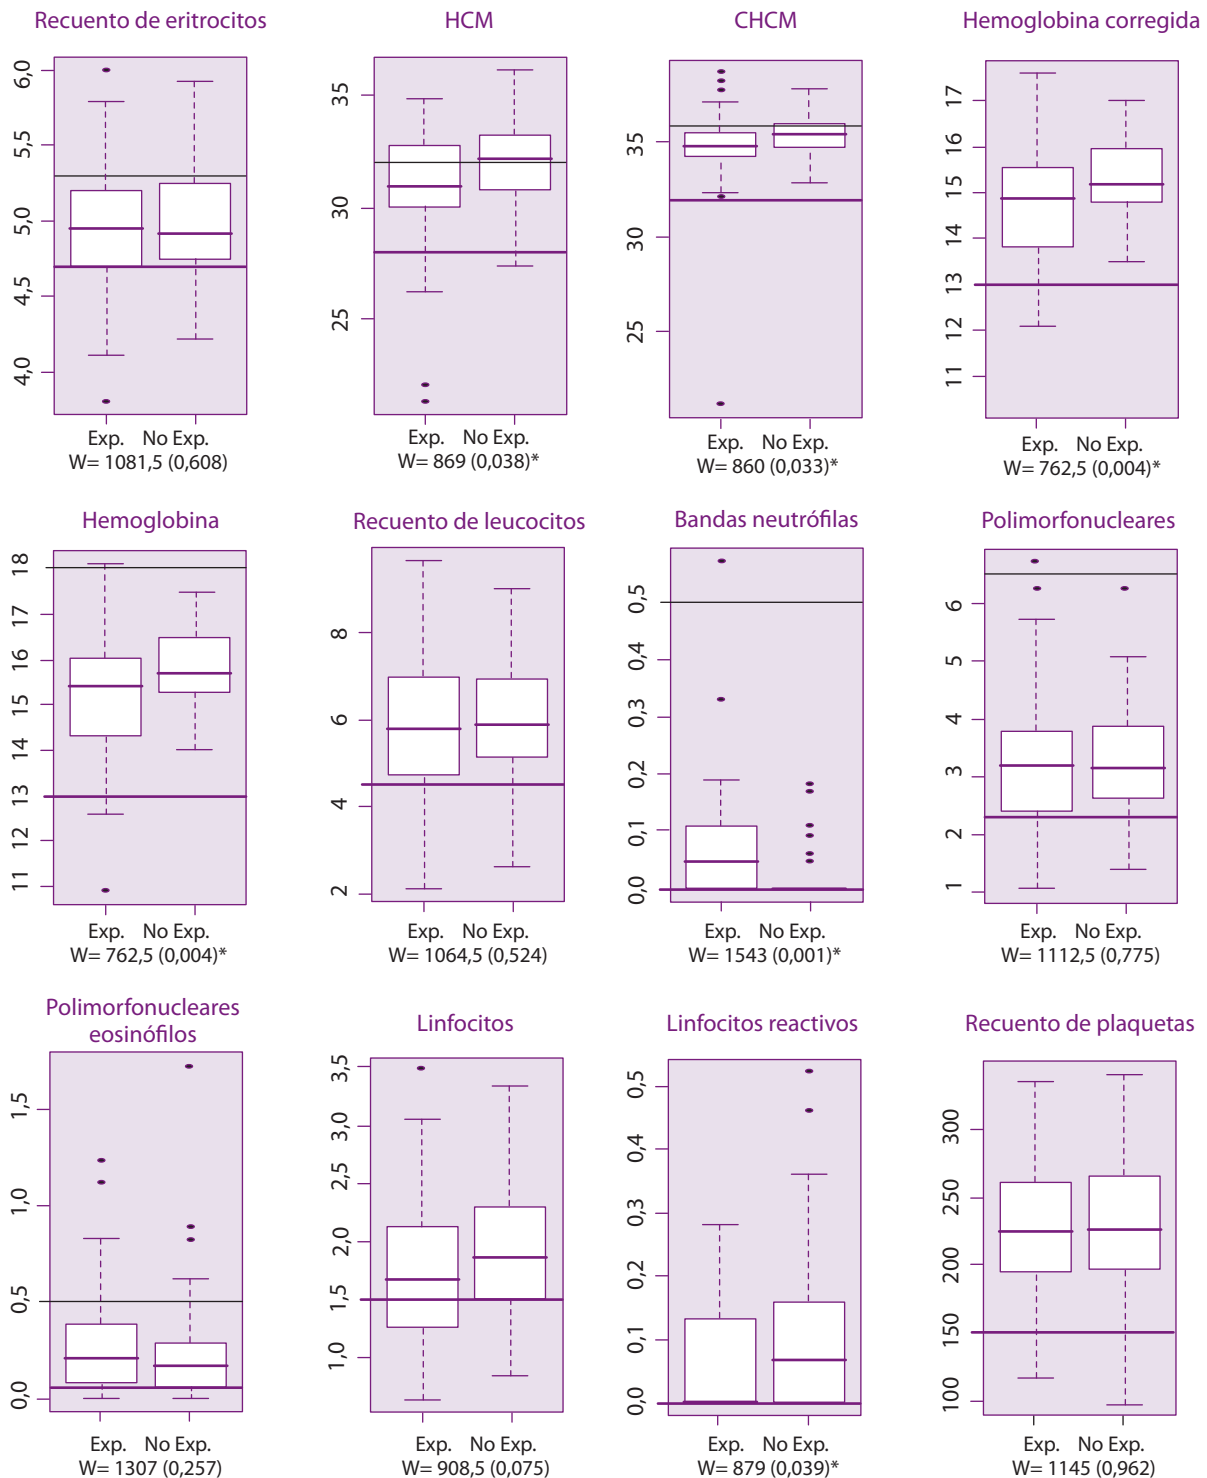 Recuento de eritrocitos
6,0
5,5
5,0
4,5
4,0
Exp. No Exp.
W= 1081,5 (0,608)
HCM
35
30
25
Exp. No Exp.
W= 869 (0,038)*
CHCM
35
30
25
Exp. No Exp.
W= 860 (0,033)*
Hemoglobina corregida
17
16
15
14
13
12
11
Exp. No Exp.
W= 762,5 (0,004)*
Hemoglobina
18
17
16
15
14
13
12
11
Exp. No Exp.
W= 762,5 (0,004)*
Recuento de leucocitos
8
6
4
2
Exp. No Exp.
W= 1064,5 (0,524)
Bandas neutrófilas
0,5
0,4
0,3
0,2
0,1
0,0
Exp. No Exp.
W= 1543 (0,001)*
Polimorfonucleares
6
5
4
3
2
1
Exp. No Exp.
W= 1112,5 (0,775)
Polimorfonucleares
eosinófilos
1,5
1,0
0,5
0,0
Exp. No Exp.
W= 1307 (0,257)
Linfocitos
3,5
3,0
2,5
2,0
1,5
1,0
Exp. No Exp.
W= 908,5 (0,075)
Linfocitos reactivos
0,5
0,4
0,3
0,2
0,1
0,0
Exp. No Exp.
W= 879 (0,039)*
Recuento de plaquetas
300
250
200
150
100
Exp. No Exp.
W= 1145 (0,962)